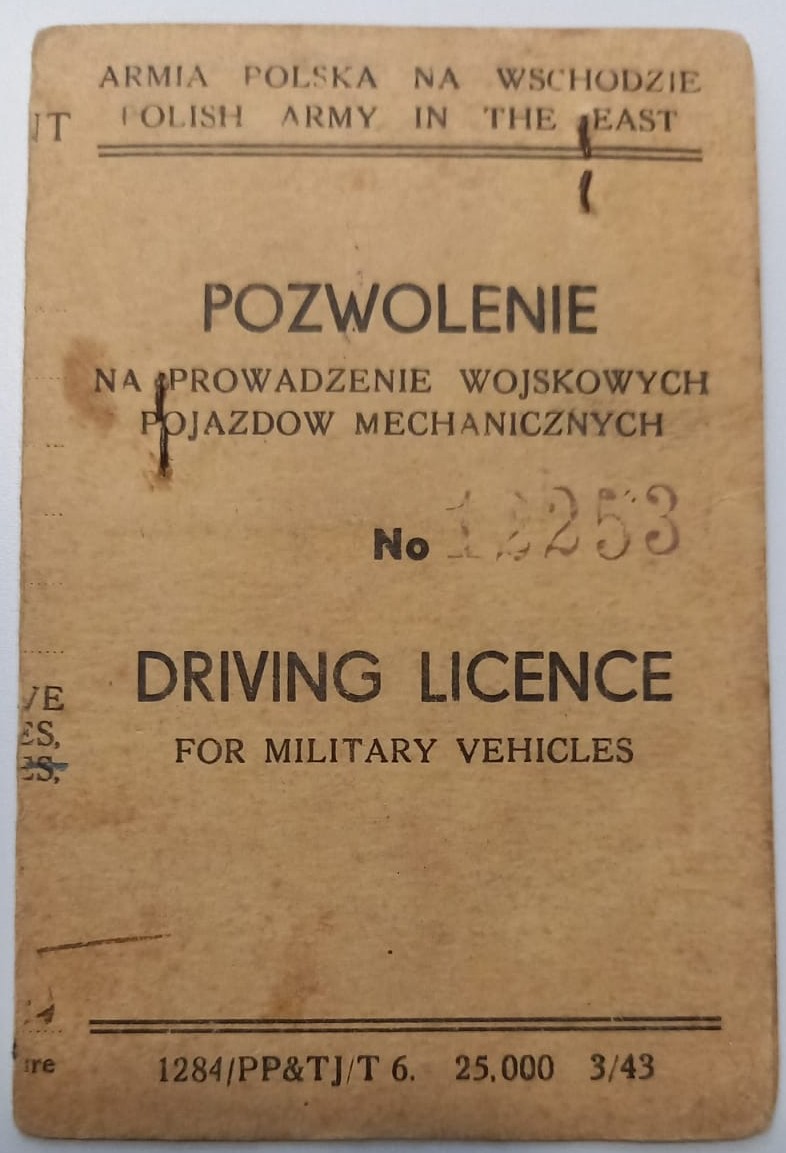 ARMIA POLSKA NA WSCHODZIE
POLISH ARMY IN THE EAST
POZWOLENIE
NA PROWADZENIE WOJSKOWYCH
POJAZDOW MECHANICZNYCH
No 12253
DRIVING LICENCE
FOR MILITARY VEHICLES
1284/PP&TJ/T 6. 25,000 3/43